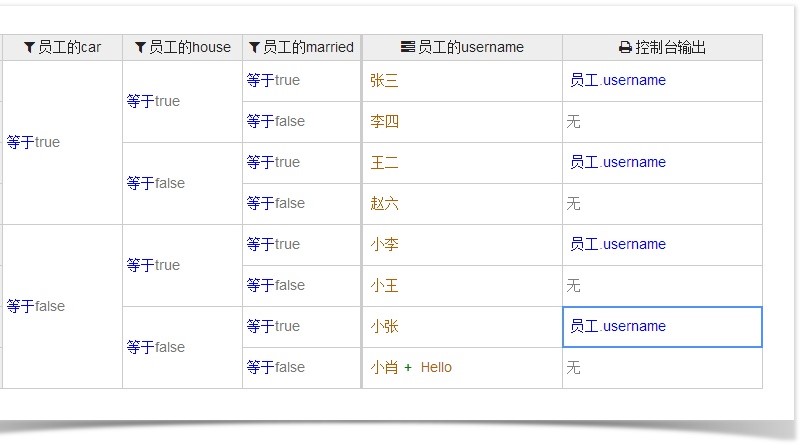 员工的car 员工的house 员工的married 员工的username 控制台输出
等于true 等于true 等于true 张三 员工.username
等于false 李四 无
等于false 等于true 王二 员工.username
等于false 赵六 无
等于false 等于true 等于true 小李 员工.username
等于false 小王 无
等于false 等于true 小张 员工.username
等于false 小肖 + Hello 无